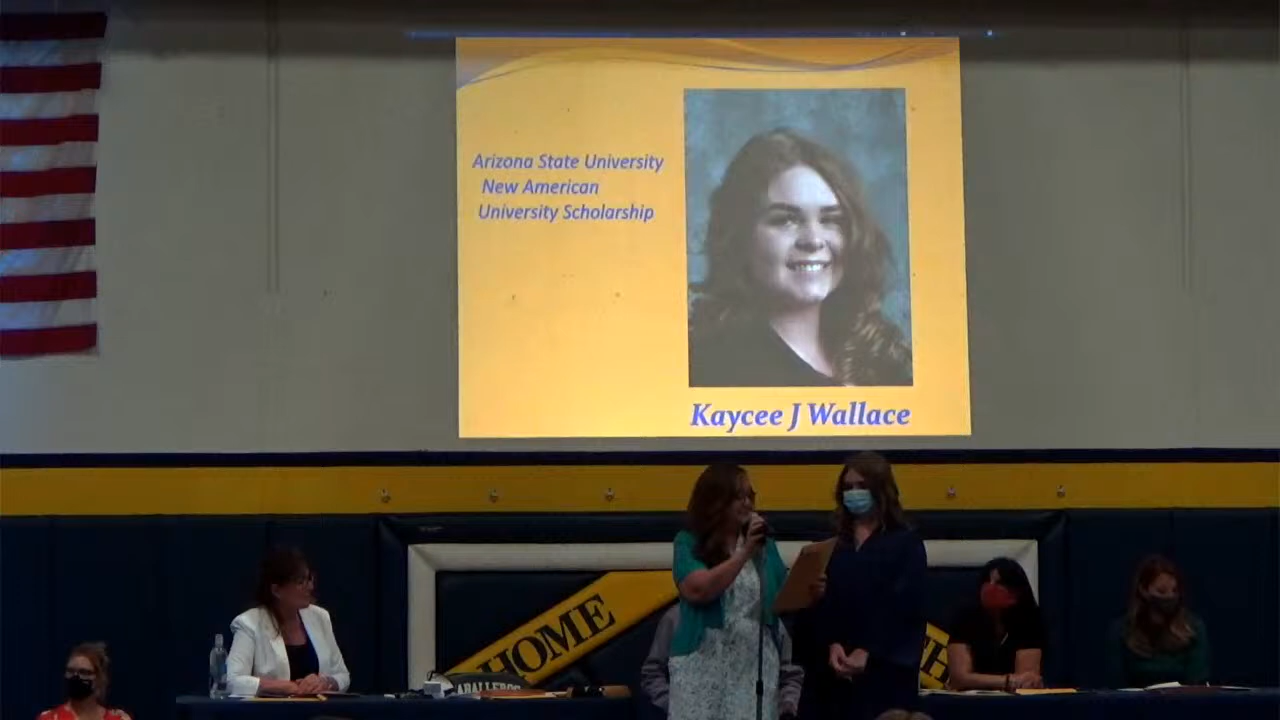 Arizona State University
New American
University Scholarship
Kaycee J Wallace
HOME